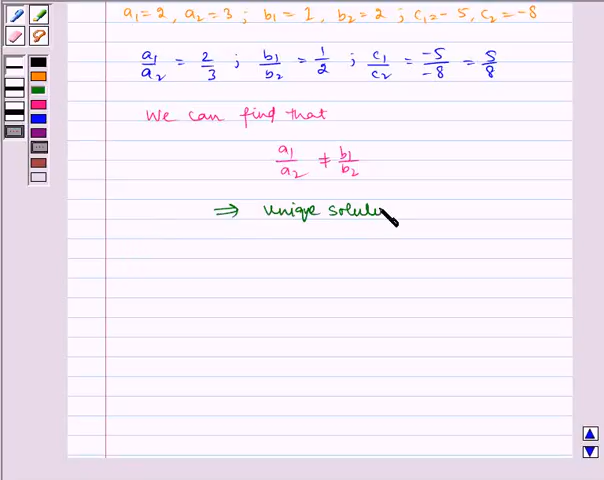 a1 = 2, a2 = 3 ; b1 = 1, b2 = 2 ; c1 = -5, c2 = -8
a1/a2 = 2/3 ; b1/b2 = 1/2 ; c1/c2 = -5/-8 = 5/8
We can find that
a1/a2 ≠ b1/b2
⇒ unique solu